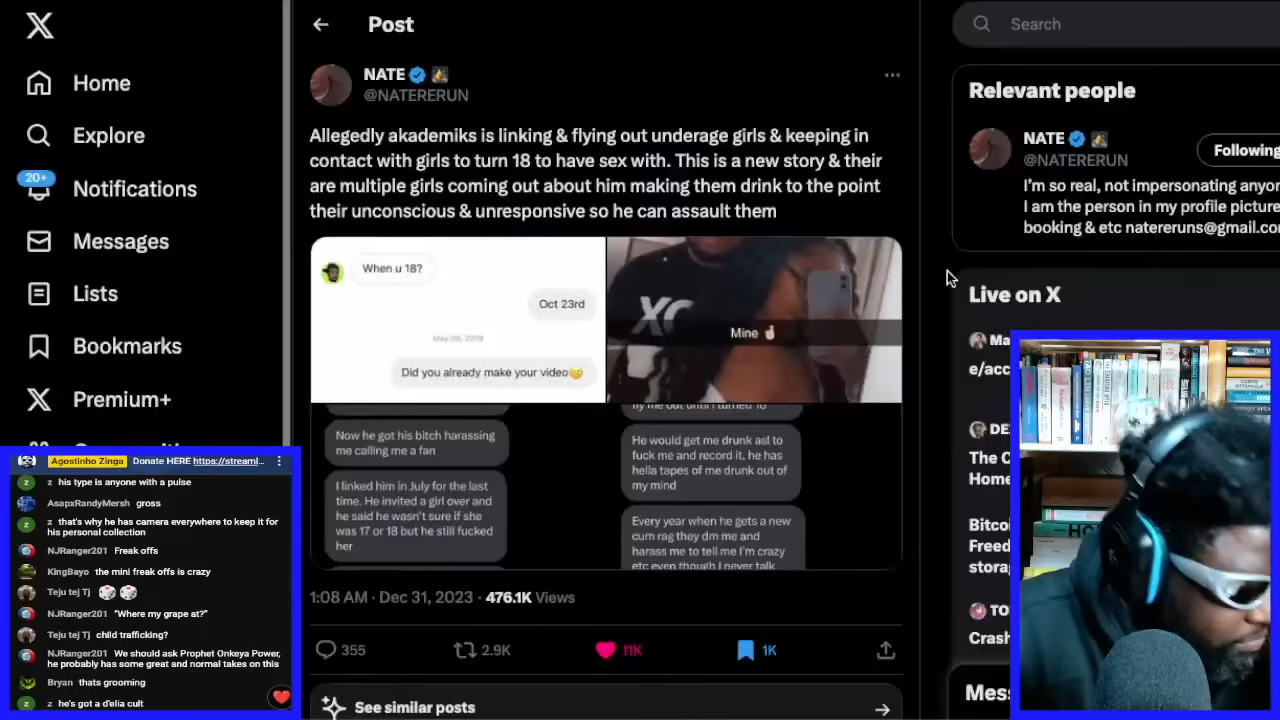 Home
Explore
20+
Notifications
Messages
Lists
Bookmarks
Premium+
Post
NATE
@NATERERUN
Allegedly akademiks is linking & flying out underage girls & keeping in
contact with girls to turn 18 to have sex with. This is a new story & their
are multiple girls coming out about him making them drink to the point
their unconscious & unresponsive so he can assault them
When u 18?
Oct 23rd
May 09, 2018
Did you already make your video
XO
Mine
Now he got his bitch harassing
me calling me a fan
I linked him in July for the last
time. He invited a girl over and
he said he wasn't sure if she
was 17 or 18 but he still fucked
her
He would get me drunk asl to
fuck me and record it, he has
hella tapes of me drunk out of
my mind
Every year when he gets a new
cum rag they dm me and
harass me to tell me I'm crazy
etc even though I never talk
1:08 AM · Dec 31, 2023 · 476.1K Views
355
2.9K
11K
1K
See similar posts
Search
Relevant people
NATE
@NATERERUN
Following
I'm so real, not impersonating anyon
I am the person in my profile picture
booking & etc natereruns@gmail.co
Live on X
Ma
e/acc
DE
The C
Home
Bitco
Freed
stora
TO
Crash
Mess
Agostinho Zinga Donate HERE https://streaml...
z his type is anyone with a pulse
AsapxRandyMersh gross
z that's why he has camera everywhere to keep it for
his personal collection
NJRanger201 Freak offs
KingBayo the mini freak offs is crazy
Teju tej Tj
NJRanger201 "Where my grape at?"
Teju tej Tj child trafficking?
NJRanger201 We should ask Prophet Onkeya Power,
he probably has some great and normal takes on this
Bryan thats grooming
z he's got a d'elia cult